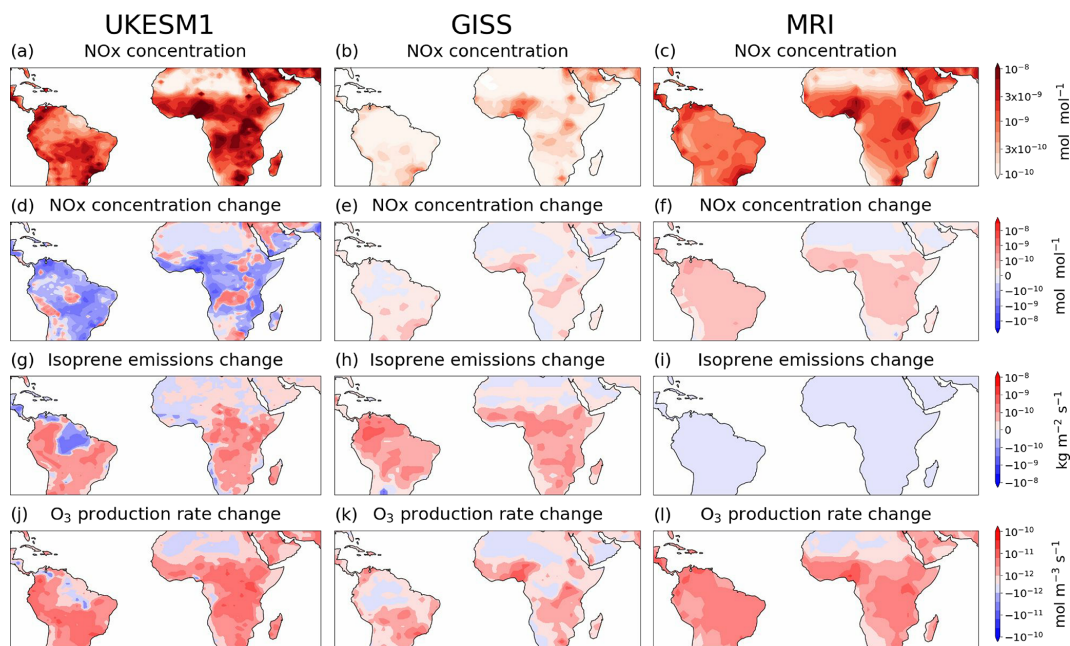 UKESM1 GISS MRI
(a) NOx concentration (b) NOx concentration (c) NOx concentration
10⁻⁸
3x10⁻⁹
10⁻⁹
3x10⁻¹⁰
10⁻¹⁰
mol mol⁻¹
(d) NOx concentration change (e) NOx concentration change (f) NOx concentration change
10⁻⁸
10⁻⁹
10⁻¹⁰
0
−10⁻¹⁰
−10⁻⁹
−10⁻⁸
mol mol⁻¹
(g) Isoprene emissions change (h) Isoprene emissions change (i) Isoprene emissions change
10⁻⁸
10⁻⁹
10⁻¹⁰
0
−10⁻¹⁰
−10⁻⁹
−10⁻⁸
kg m⁻² s⁻¹
(j) O₃ production rate change (k) O₃ production rate change (l) O₃ production rate change
10⁻¹⁰
10⁻¹¹
10⁻¹²
−10⁻¹²
−10⁻¹¹
−10⁻¹⁰
mol m⁻³ s⁻¹